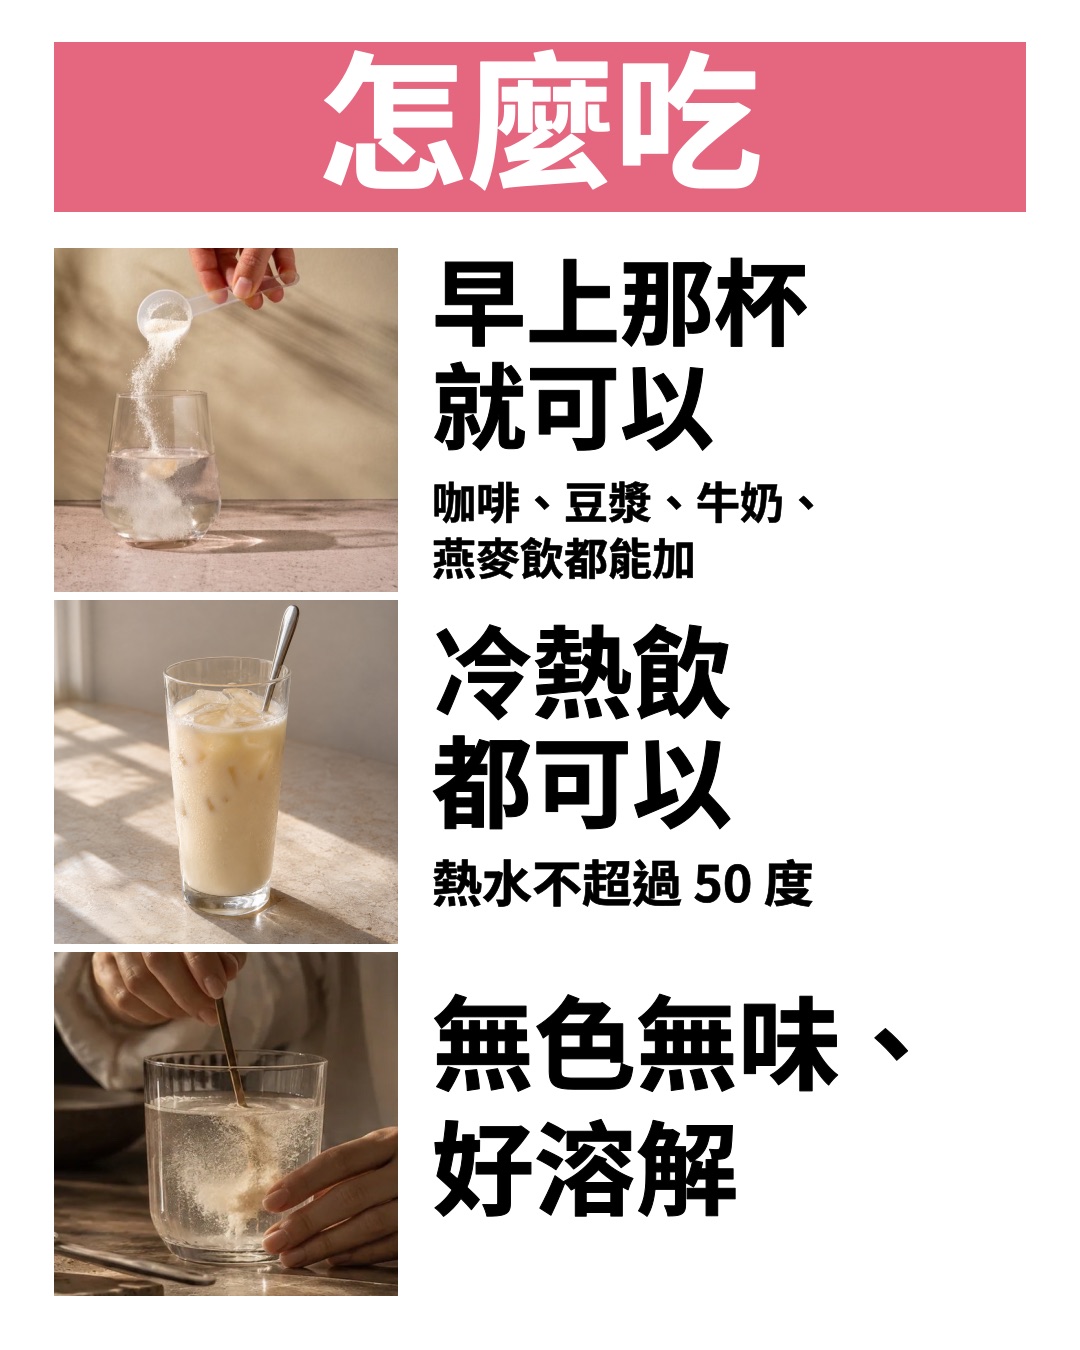 怎麼吃
早上那杯
就可以
咖啡、豆漿、牛奶、
燕麥飲都能加
冷熱飲
都可以
熱水不超過 50 度
無色無味、
好溶解